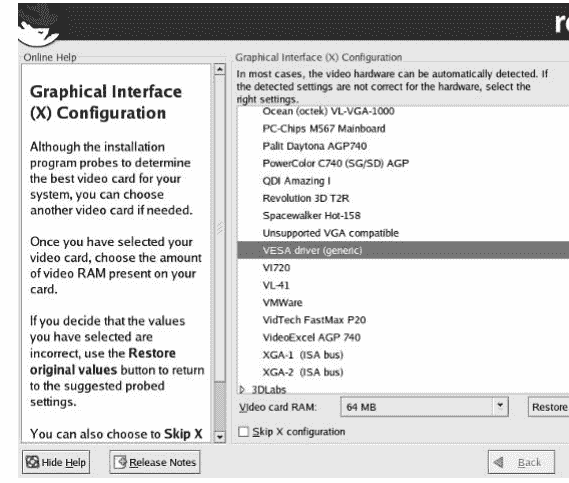 re
Online Help
Graphical Interface
(X) Configuration
Although the installation
program probes to determine
the best video card for your
system, you can choose
another video card if needed.
Once you have selected your
video card, choose the amount
of video RAM present on your
card.
If you decide that the values
you have selected are
incorrect, use the Restore
original values button to return
to the suggested probed
settings.
You can also choose to Skip X
Graphical Interface (X) Configuration
In most cases, the video hardware can be automatically detected. If
the detected settings are not correct for the hardware, select the
right settings.
Ocean (octek) VL-VGA-1000
PC-Chips M567 Mainboard
Palit Daytona AGP740
PowerColor C740 (SG/SD) AGP
QDI Amazing I
Revolution 3D T2R
Spacewalker Hot-158
Unsupported VGA compatible
VESA driver (generic)
VI720
VL-41
VMWare
VidTech FastMax P20
VideoExcel AGP 740
XGA-1 (ISA bus)
XGA-2 (ISA bus)
3DLabs
Video card RAM: 64 MB Restore
Skip X configuration
Hide Help Release Notes Back